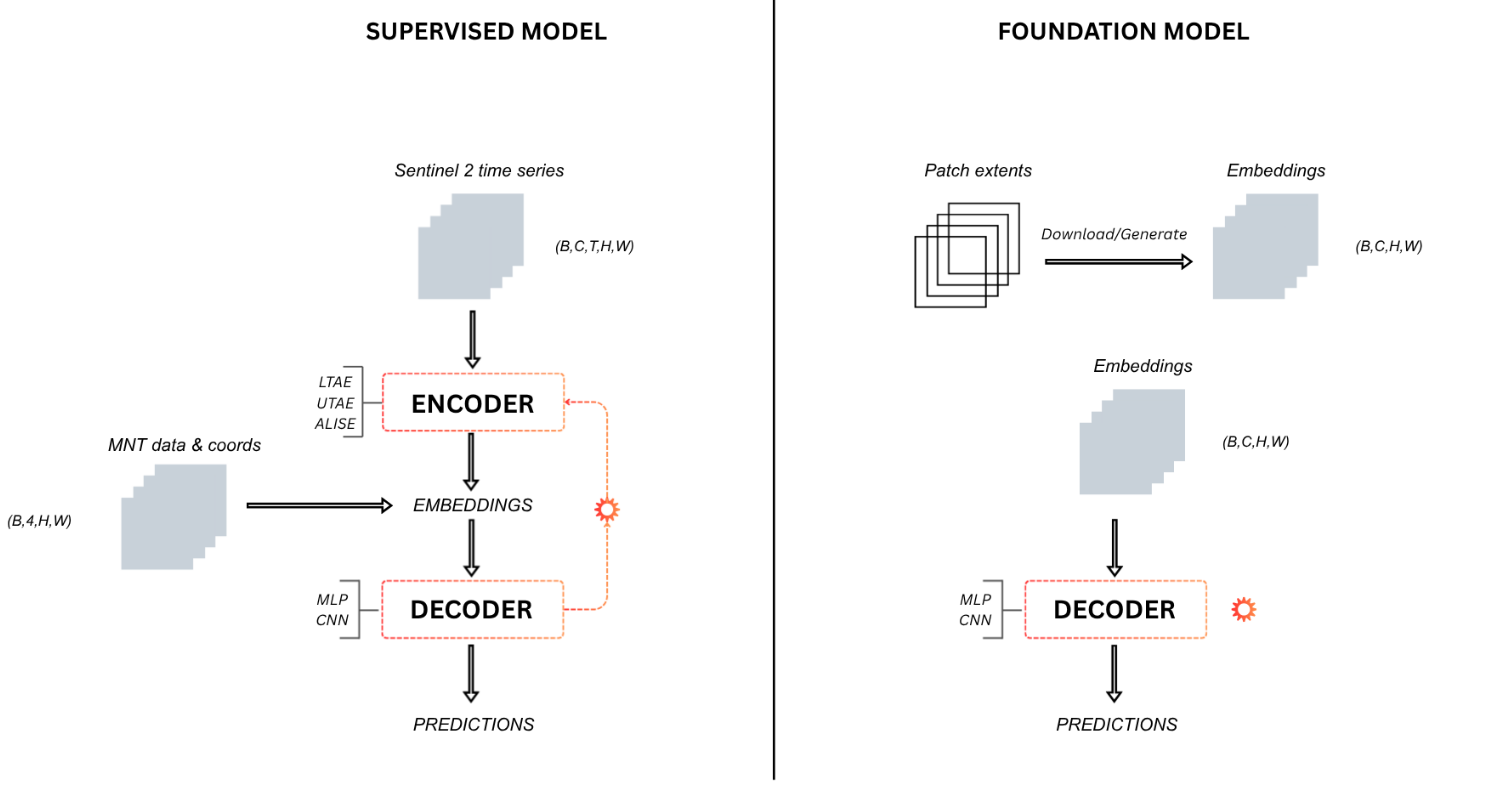 SUPERVISED MODEL
Sentinel 2 time series
(B,C,T,H,W)
LTAE
UTAE
ALISE
ENCODER
MNT data & coords
(B,4,H,W)
EMBEDDINGS
MLP
CNN
DECODER
PREDICTIONS
FOUNDATION MODEL
Patch extents
Download/Generate
Embeddings
(B,C,H,W)
Embeddings
(B,C,H,W)
MLP
CNN
DECODER
PREDICTIONS